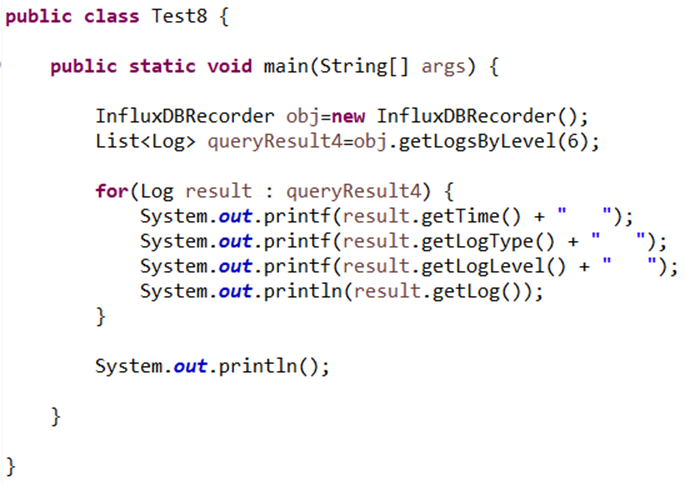 public class Test8 {
public static void main(String[] args) {
InfluxDBRecorder obj=new InfluxDBRecorder();
List<Log> queryResult4=obj.getLogsByLevel(6);
for(Log result : queryResult4) {
System.out.printf(result.getTime() + "   ");
System.out.printf(result.getLogType() + "   ");
System.out.printf(result.getLogLevel() + "   ");
System.out.println(result.getLog());
}
System.out.println();
}
}